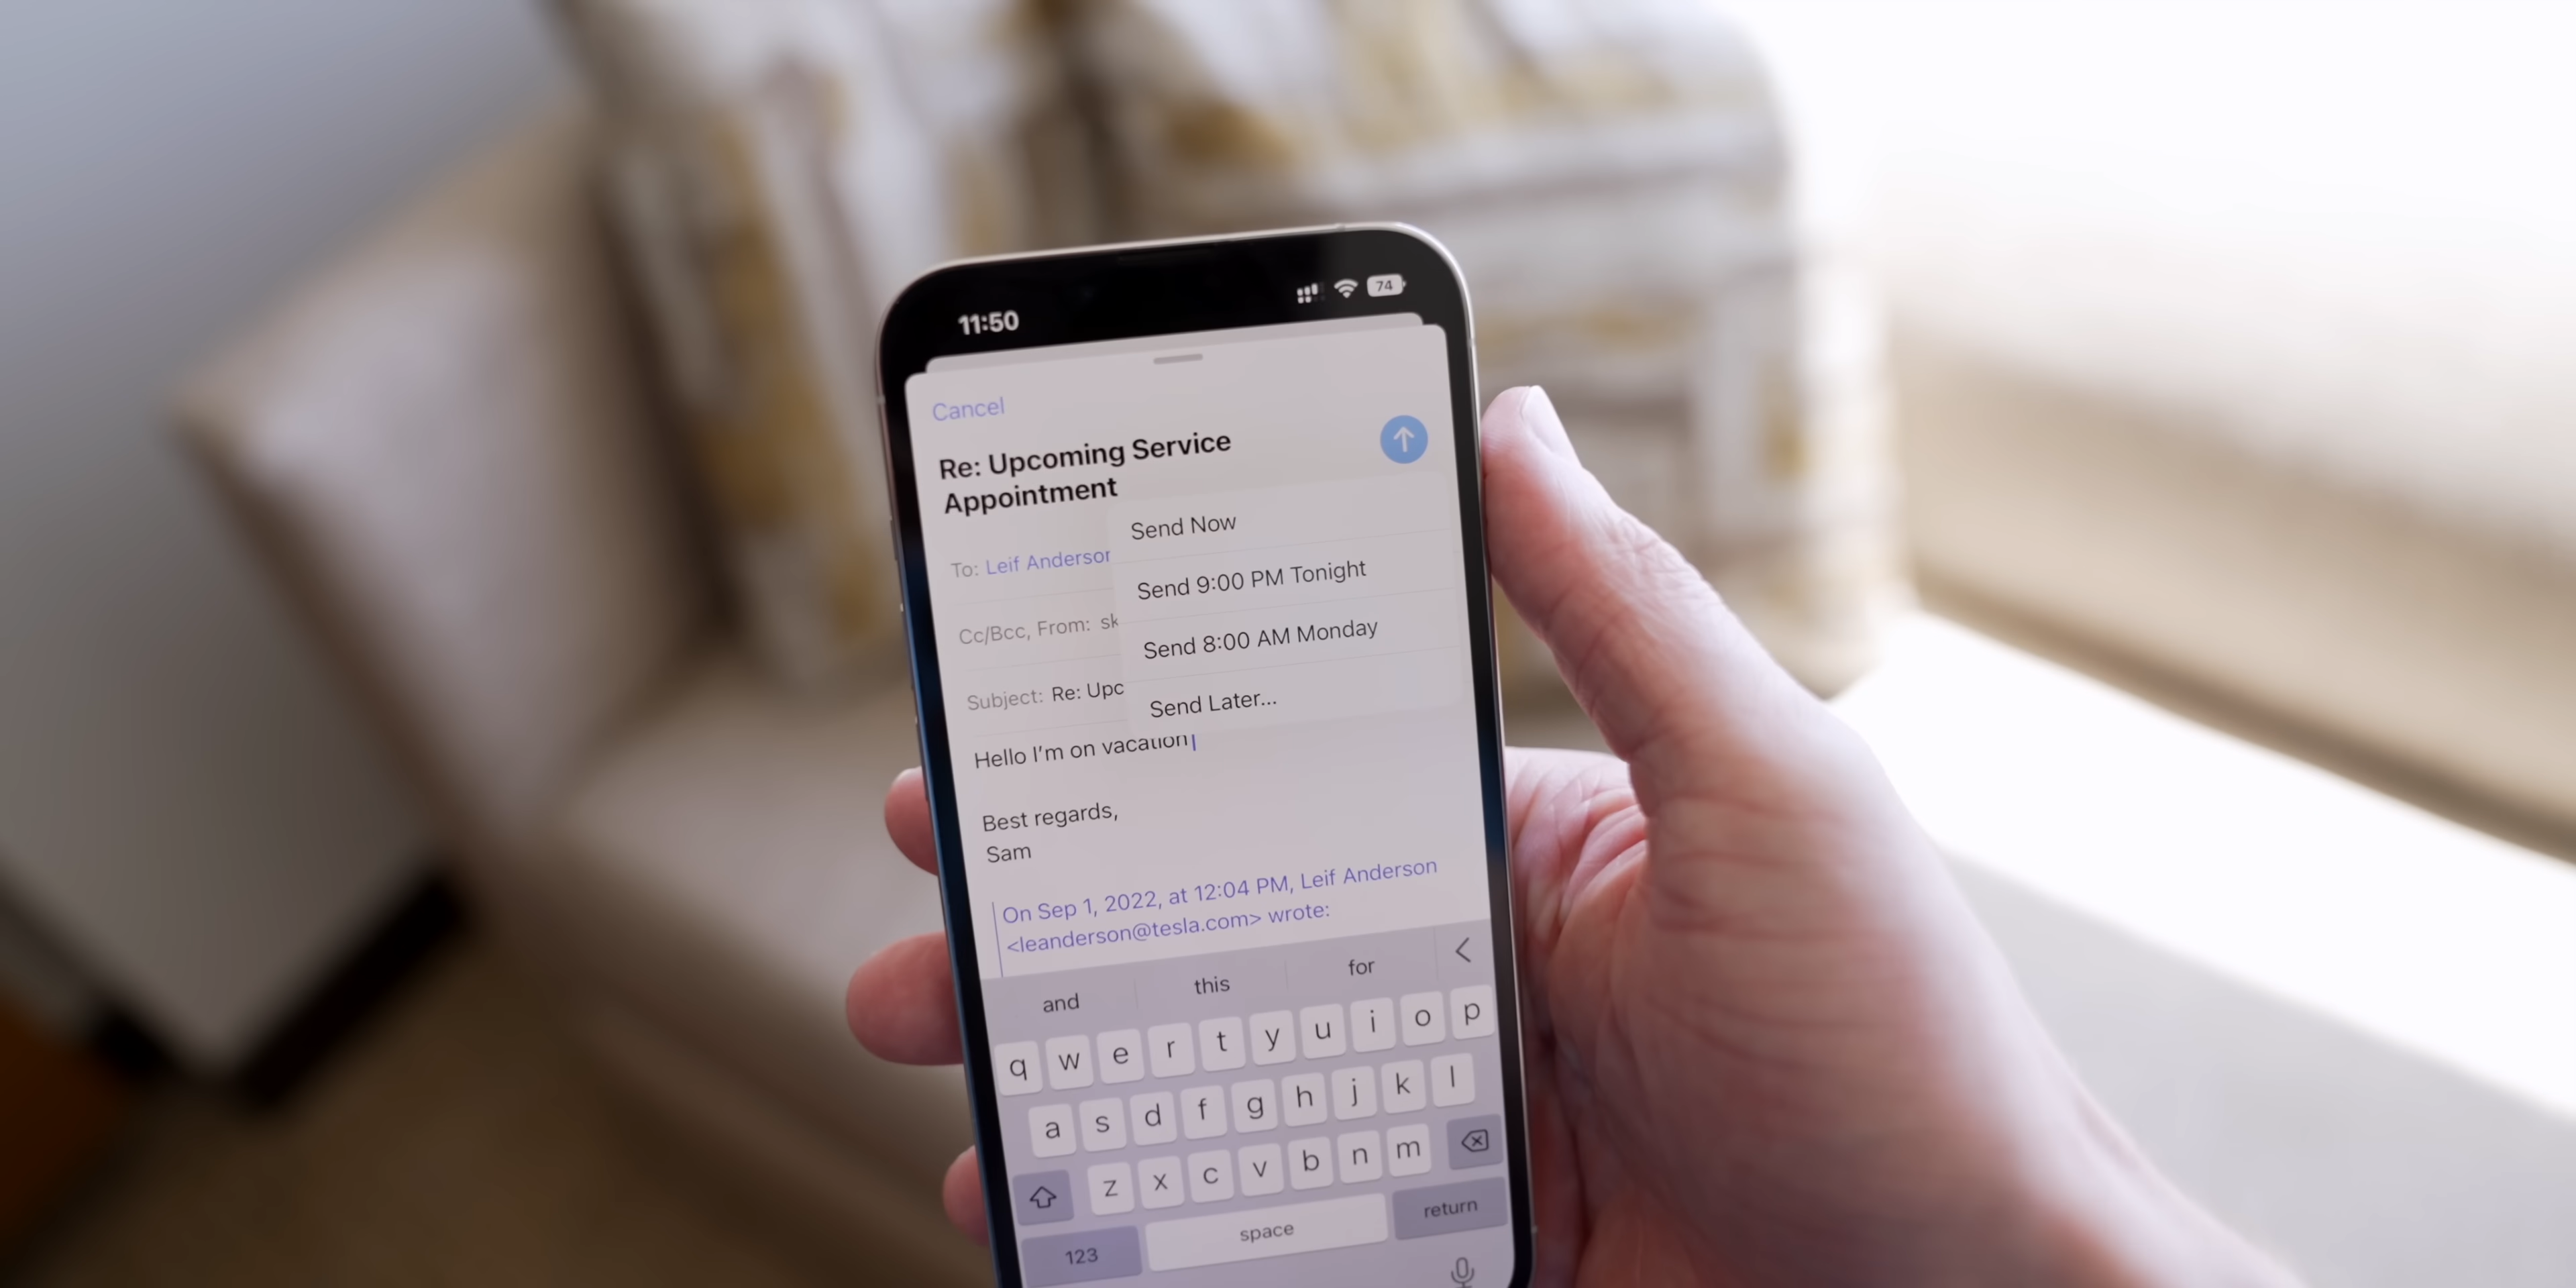 11:50
74
Cancel
Re: Upcoming Service
Appointment
Send Now
To: Leif Anderson
Send 9:00 PM Tonight
Cc/Bcc, From: sk
Send 8:00 AM Monday
Subject: Re: Upc
Send Later...
Hello I'm on vacation
Best regards,
Sam
On Sep 1, 2022, at 12:04 PM, Leif Anderson
<leanderson@tesla.com> wrote:
and this for
q w e r t y u i o p
a s d f g h j k l
z x c v b n m
123 space return